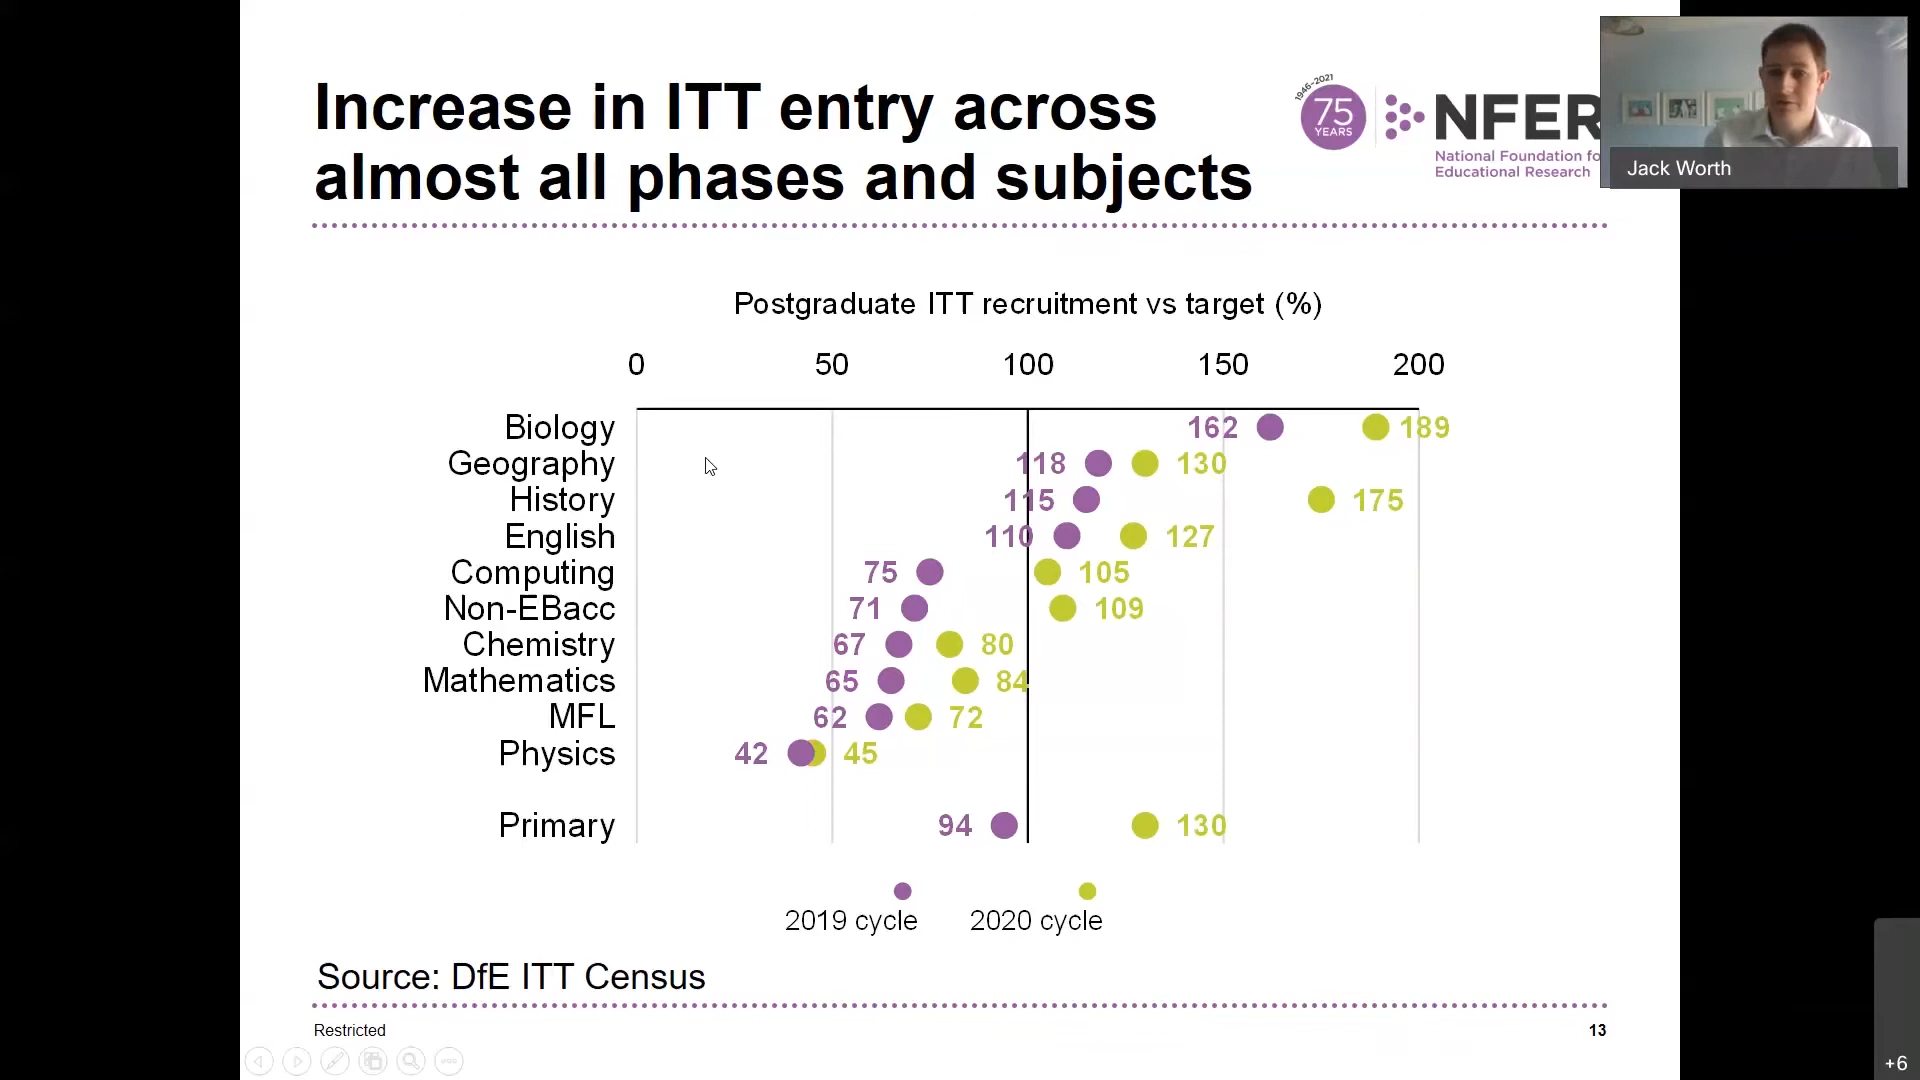 Increase in ITT entry across
almost all phases and subjects
1946-2021
75
YEARS
NFER
National Foundation fo
Educational Research
Jack Worth
Postgraduate ITT recruitment vs target (%)
0 50 100 150 200
Biology 162 189
Geography 118 130
History 115 175
English 110 127
Computing 75 105
Non-EBacc 71 109
Chemistry 67 80
Mathematics 65 84
MFL 62 72
Physics 42 45
Primary 94 130
2019 cycle 2020 cycle
Source: DfE ITT Census
Restricted 13
+6